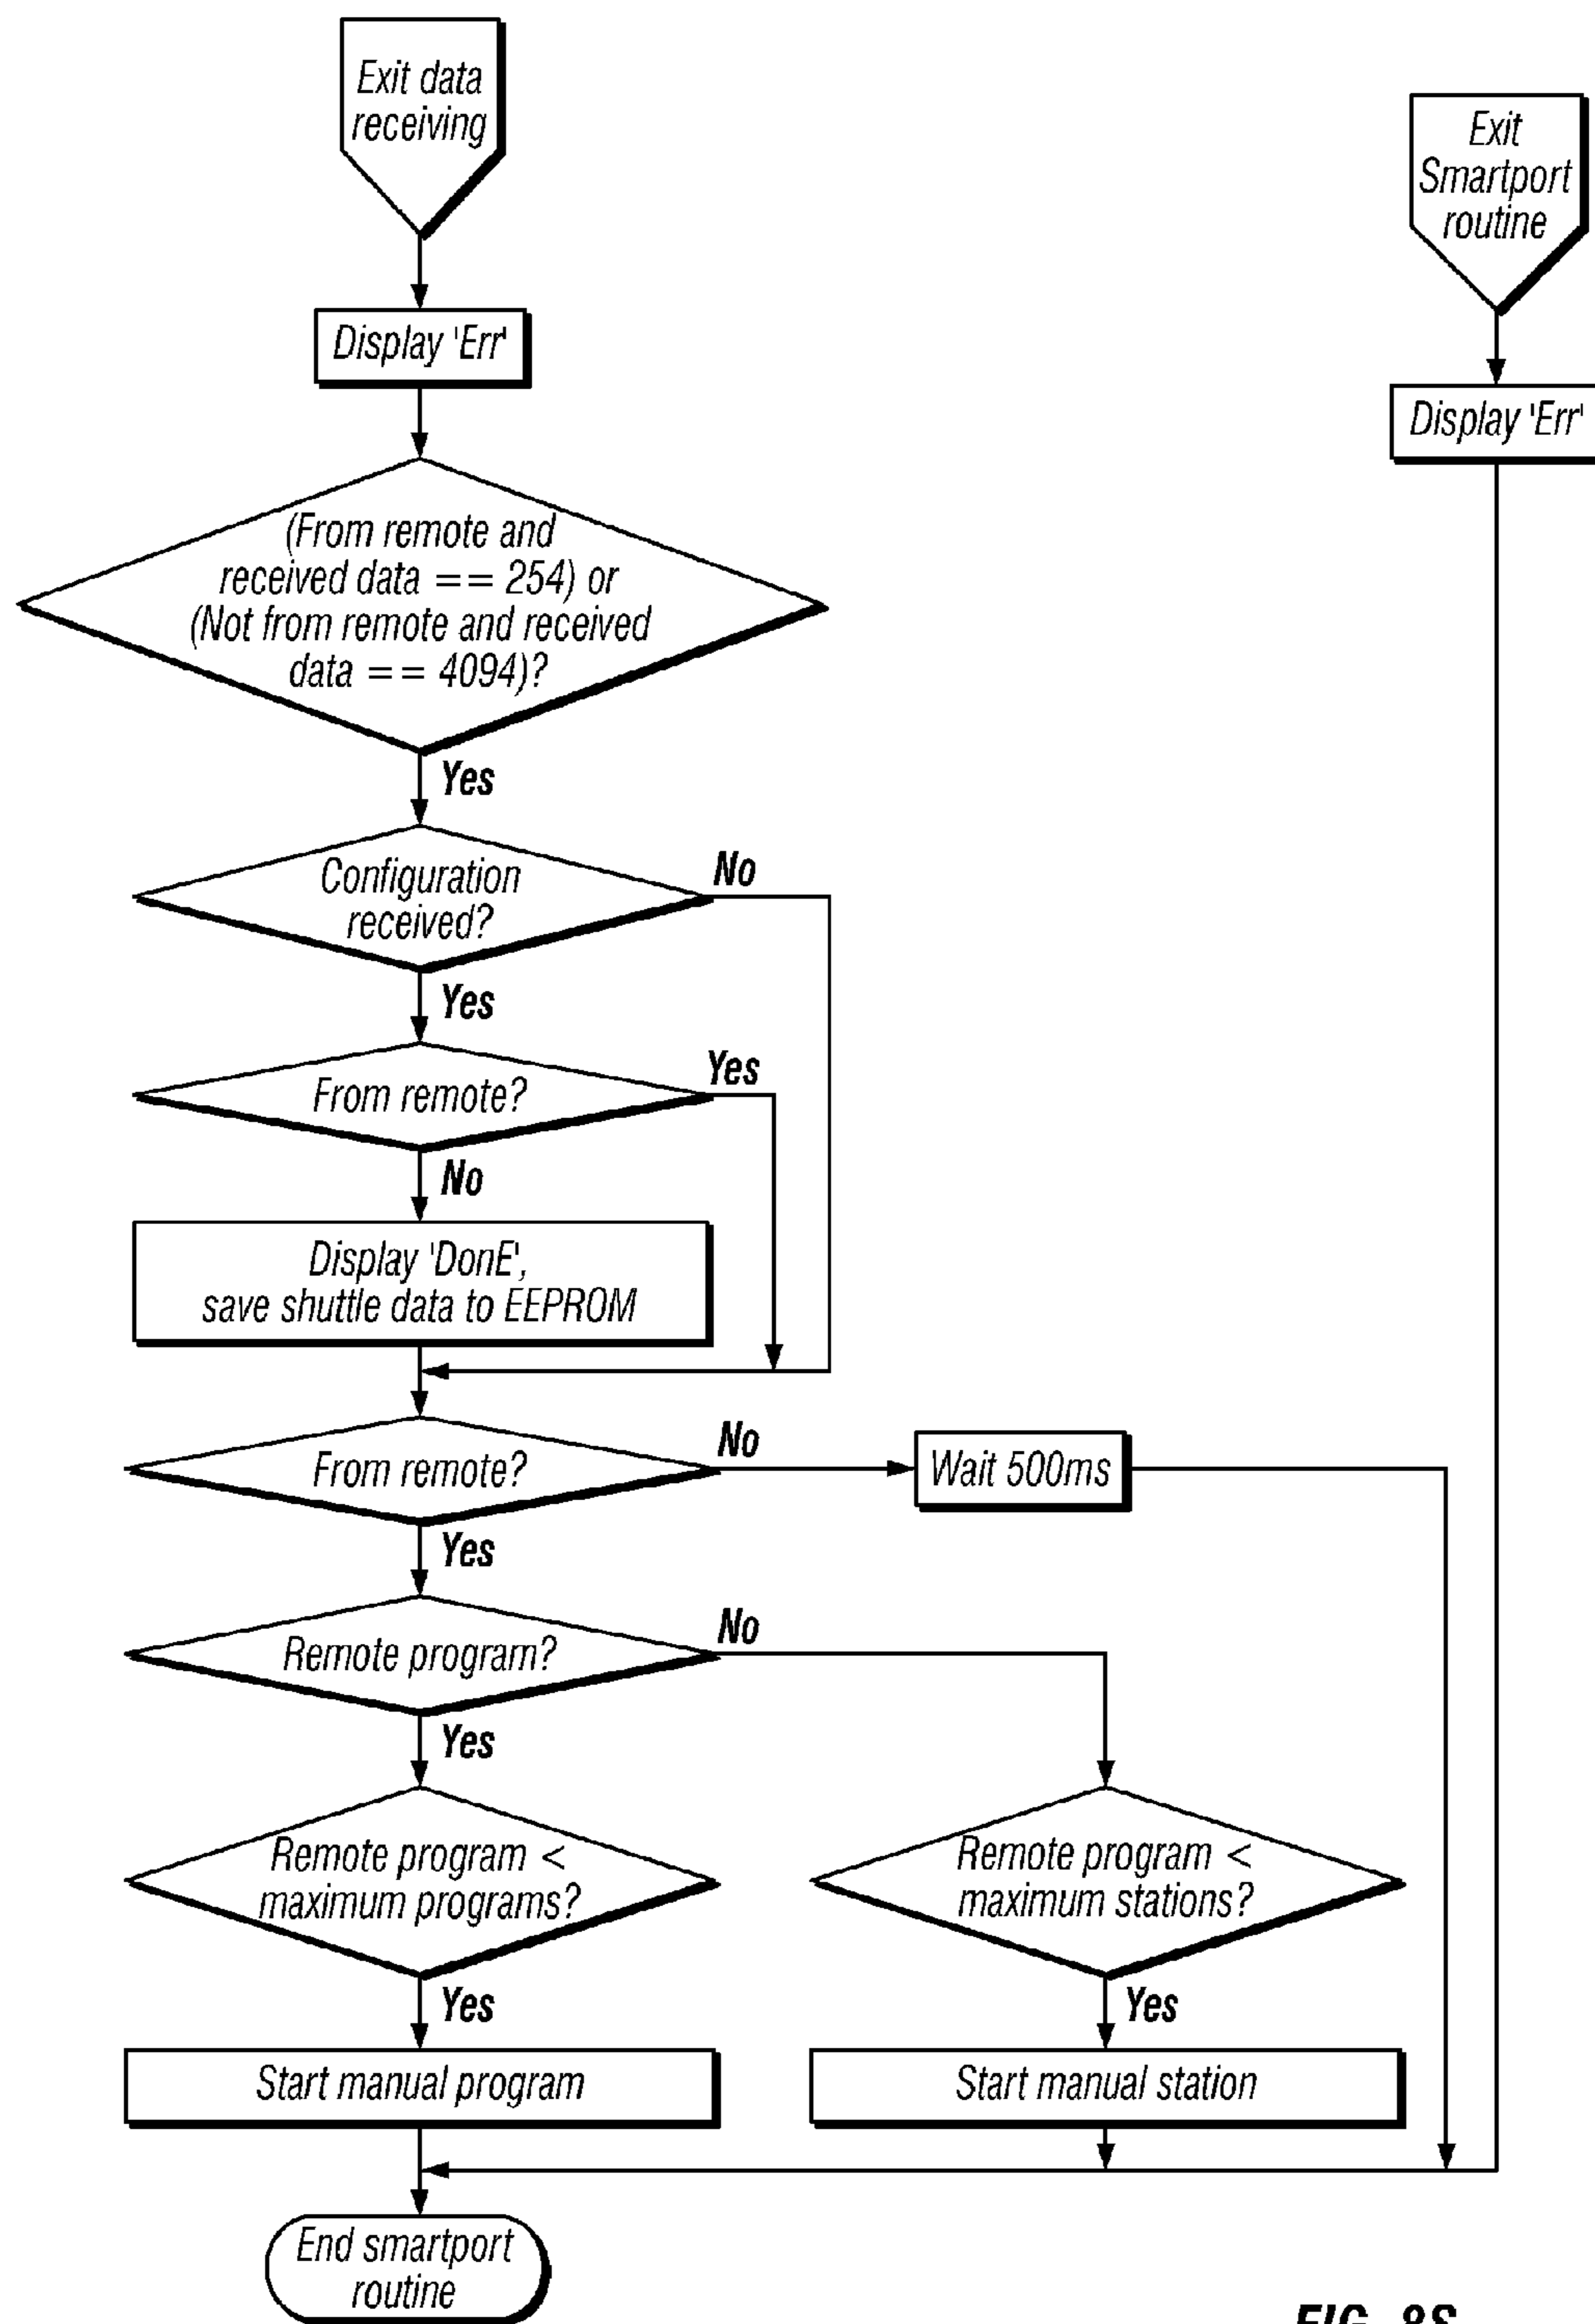 Exit data
receiving
Exit
Smartport
routine
Display 'Err'
Display 'Err'
(From remote and
received data == 254) or
(Not from remote and received
data == 4094)?
Yes
Configuration
received?
No
Yes
From remote?
Yes
No
Display 'DonE',
save shuttle data to EEPROM
From remote?
No
Wait 500ms
Yes
Remote program?
No
Yes
Remote program <
maximum programs?
Remote program <
maximum stations?
Yes
Yes
Start manual program
Start manual station
End smartport
routine
FIG. 8S